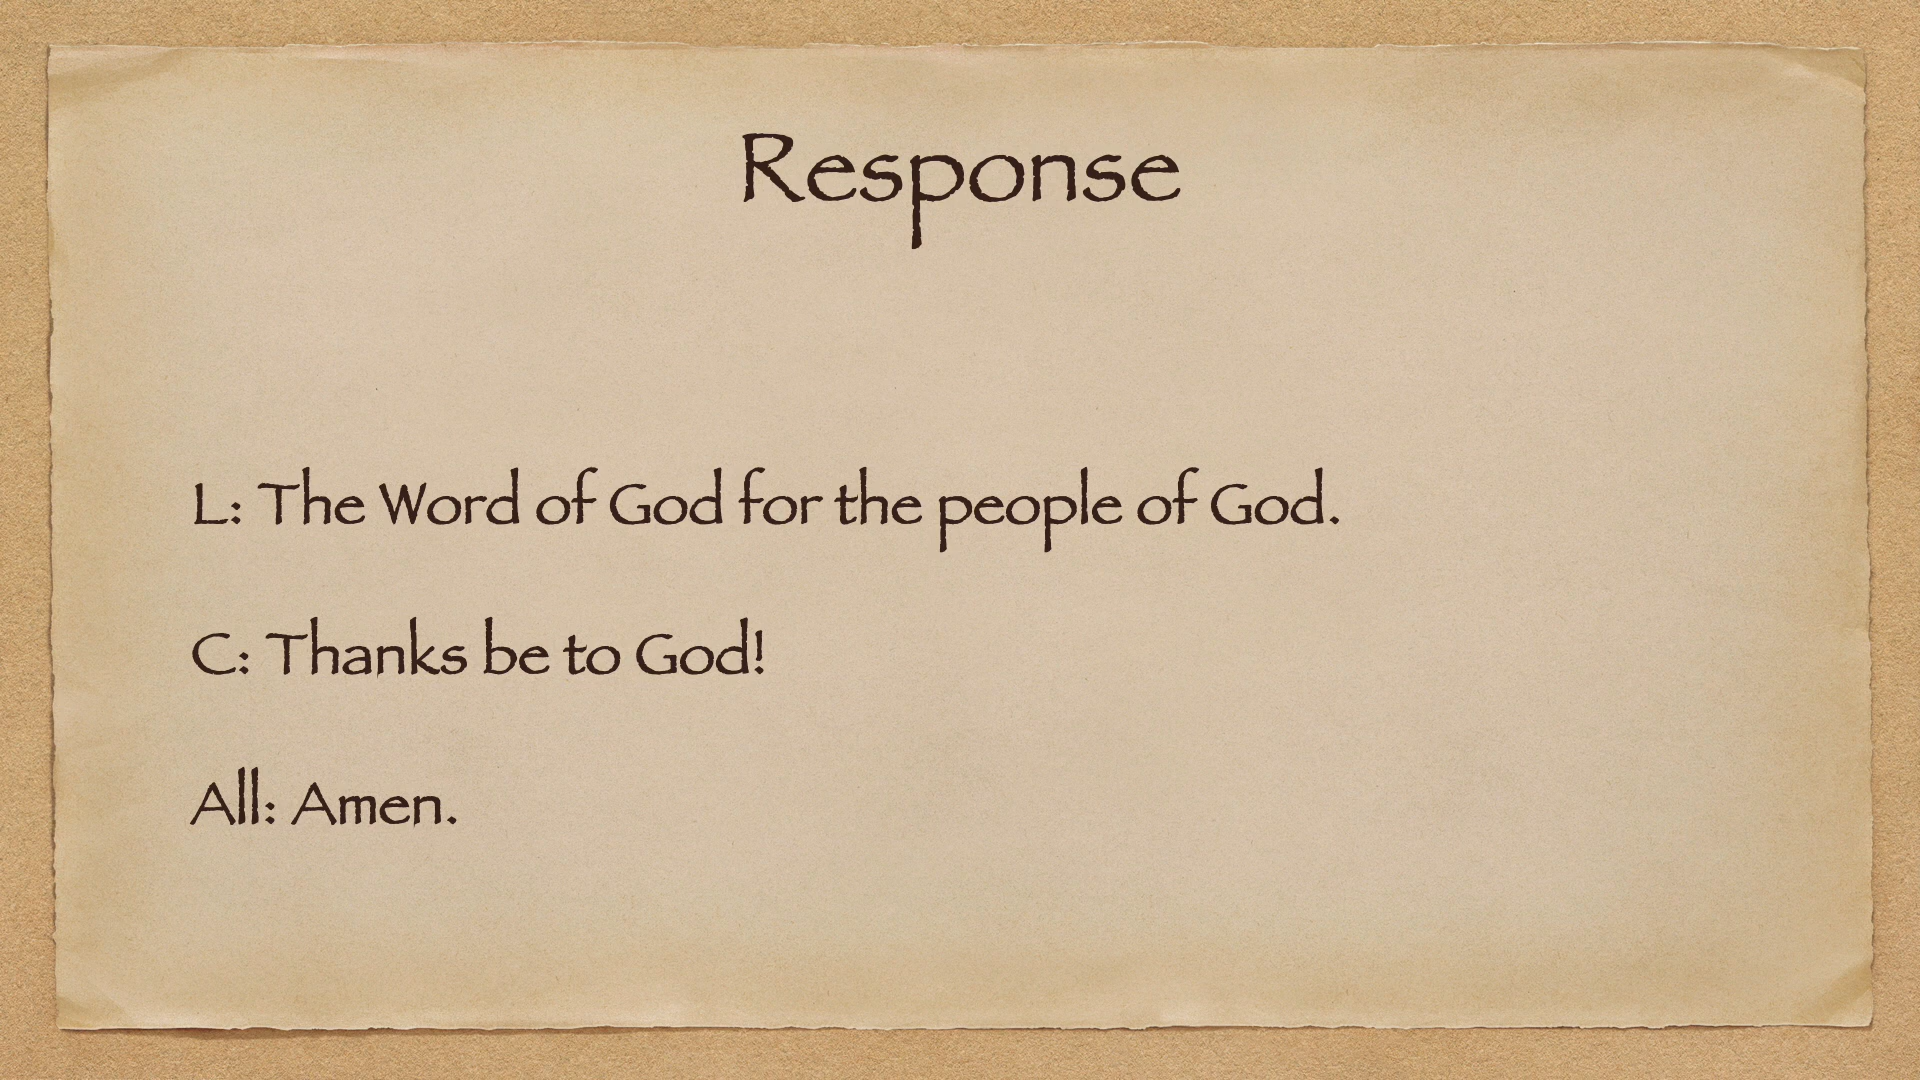 Response
L: The Word of God for the people of God.
C: Thanks be to God!
All: Amen.